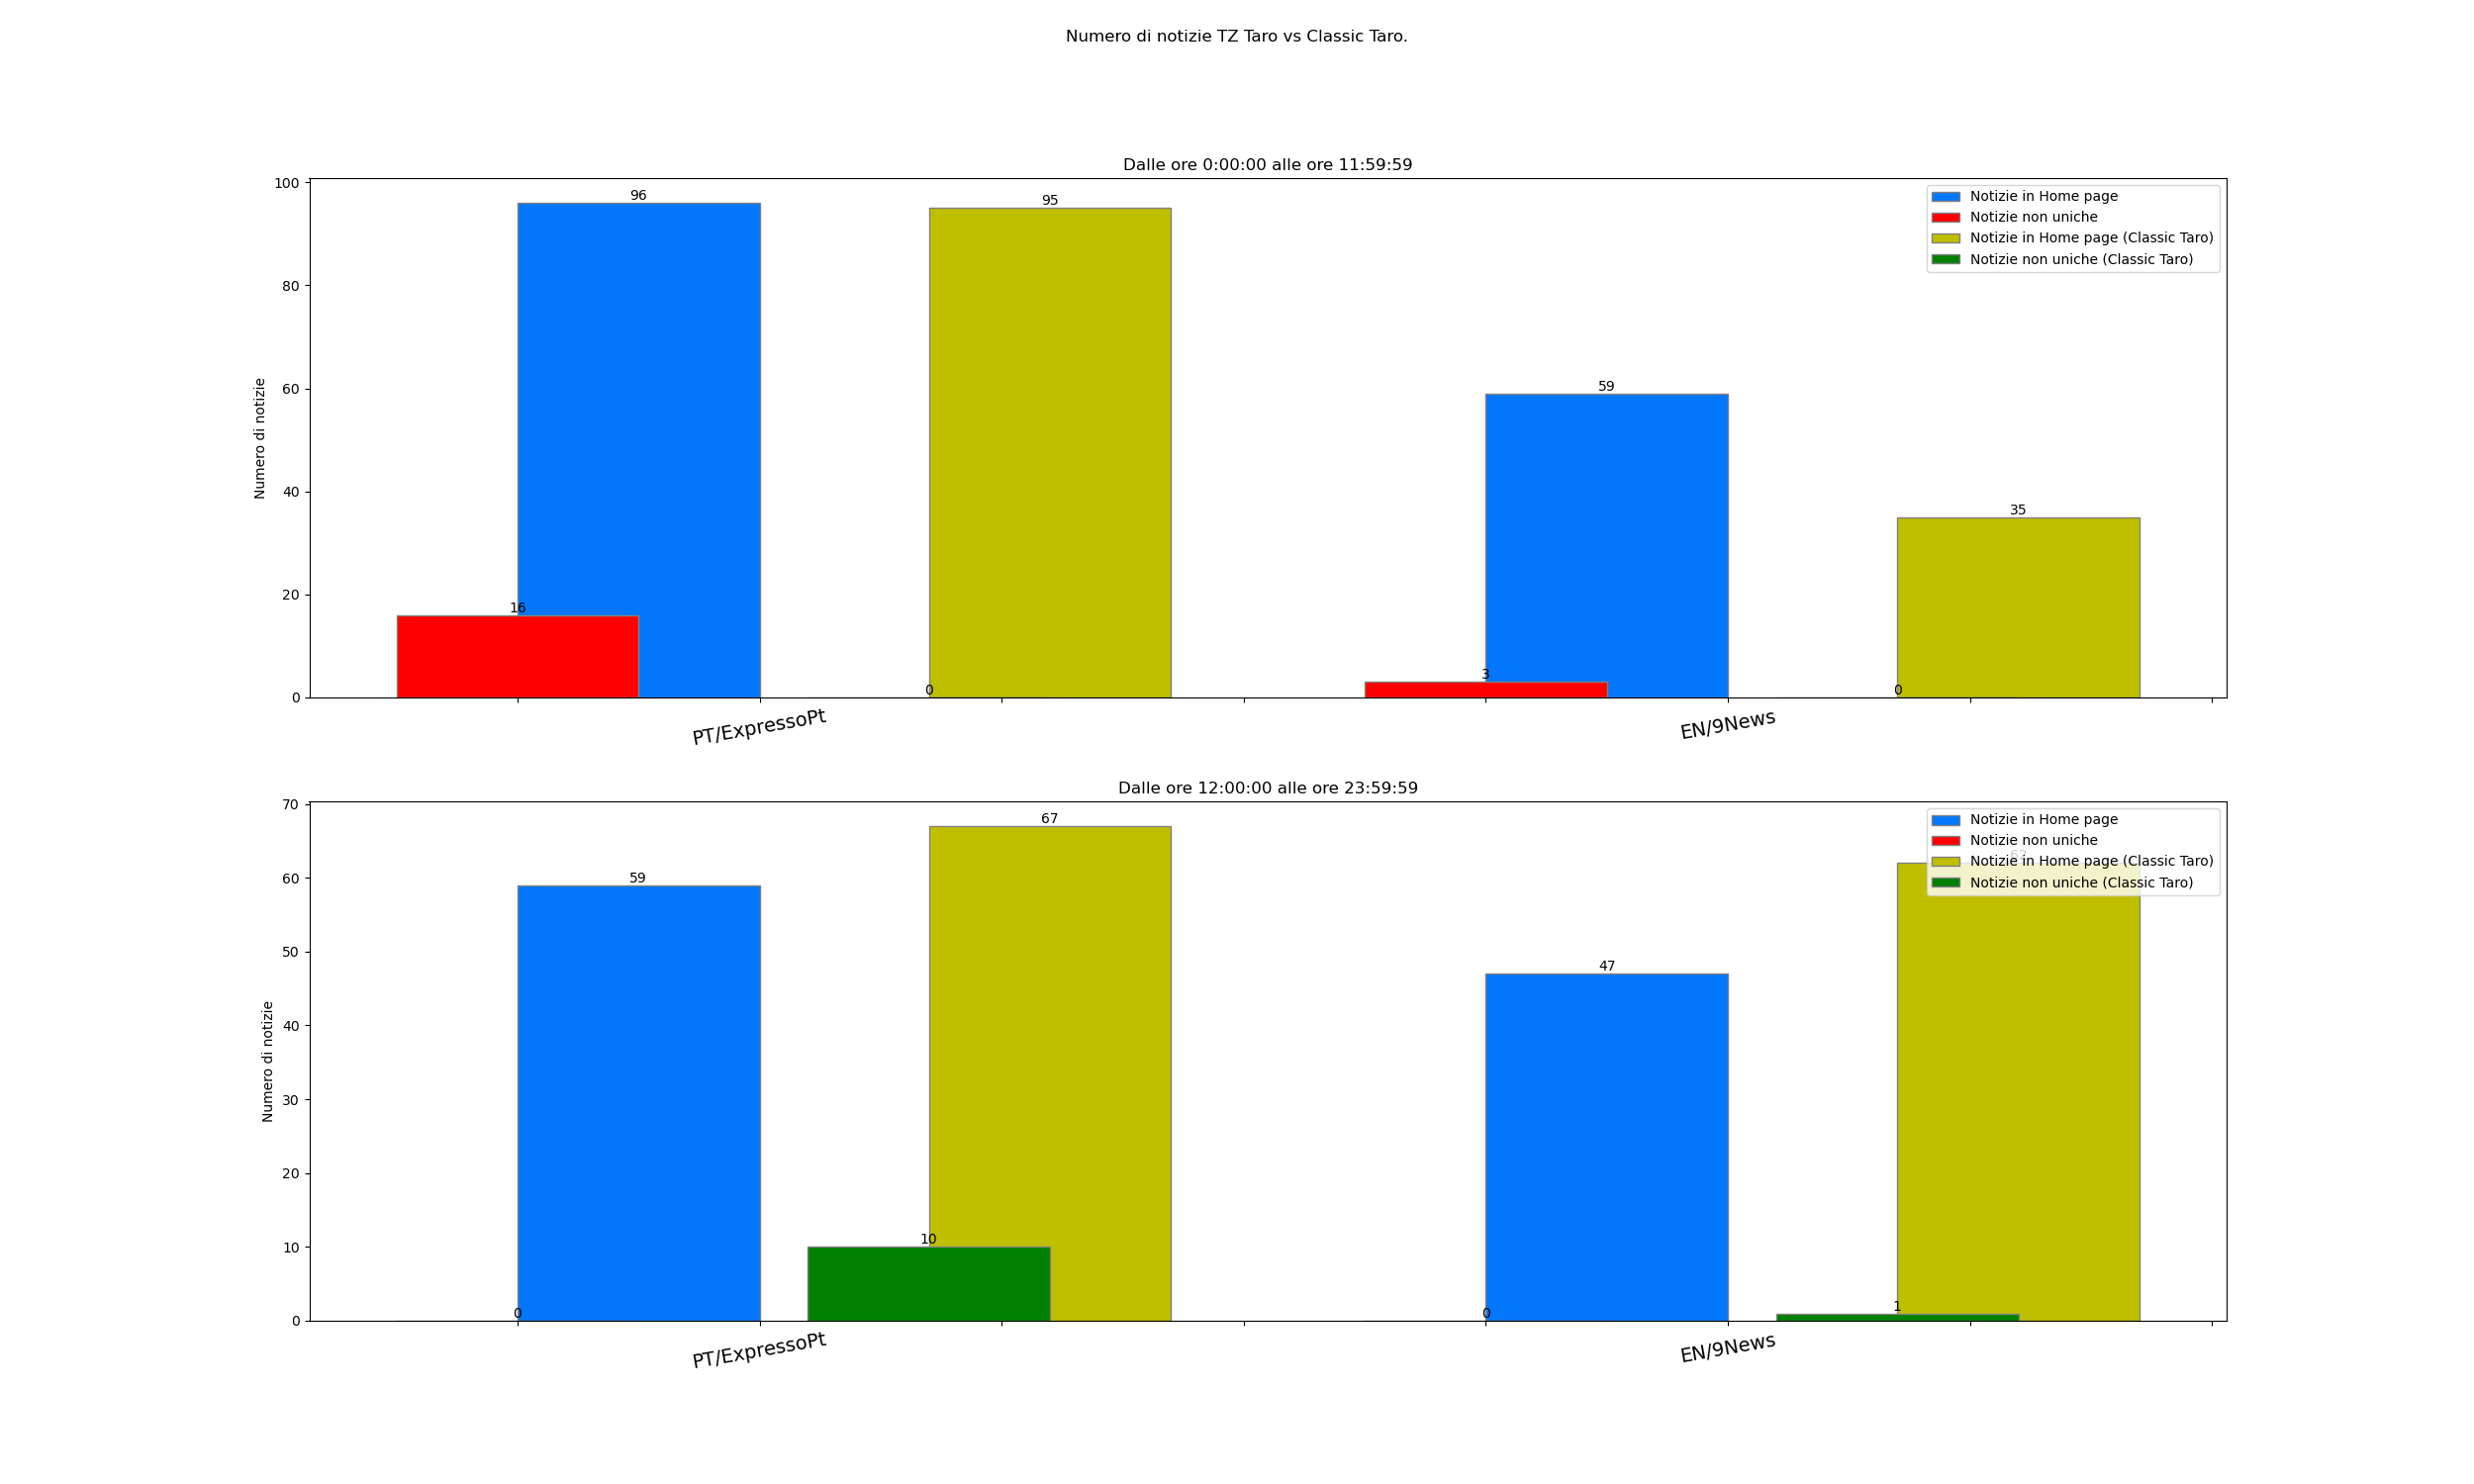 Numero di notizie TZ Taro vs Classic Taro.
Dalle ore 0:00:00 alle ore 11:59:59
Numero di notizie
100
80
60
40
20
0
96
95
59
35
16
0
3
0
Notizie in Home page
Notizie non uniche
Notizie in Home page (Classic Taro)
Notizie non uniche (Classic Taro)
PT/ExpressoPt
EN/9News
Dalle ore 12:00:00 alle ore 23:59:59
Numero di notizie
70
60
50
40
30
20
10
0
59
67
47
62
0
10
0
1
Notizie in Home page
Notizie non uniche
Notizie in Home page (Classic Taro)
Notizie non uniche (Classic Taro)
PT/ExpressoPt
EN/9News